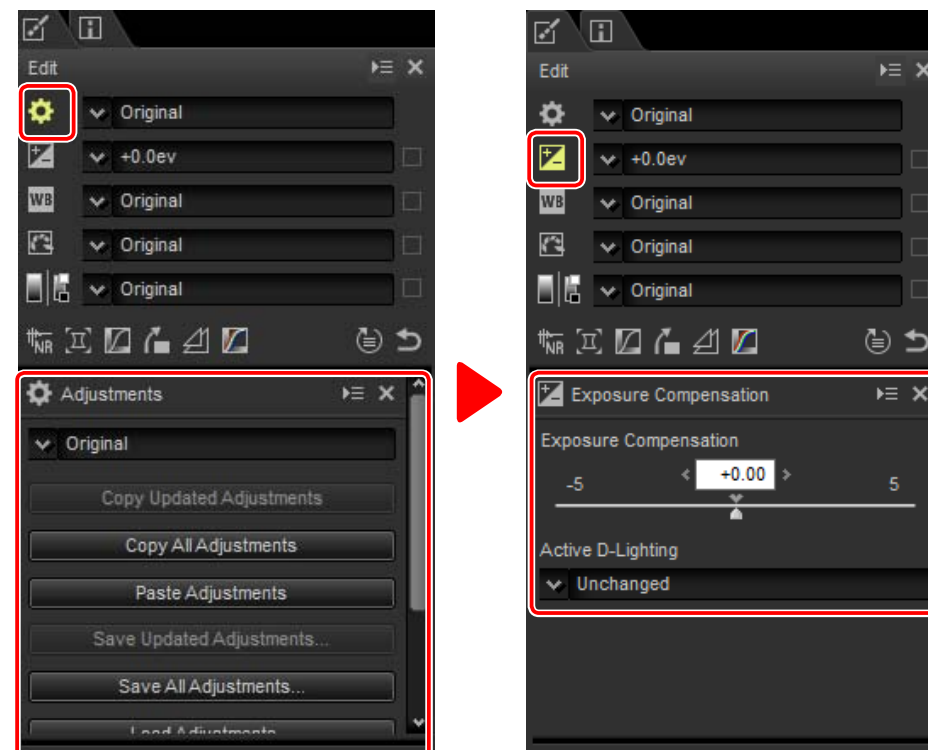 Edit
Original
+0.0ev
WB Original
Original
Original
NR
Adjustments
Original
Copy Updated Adjustments
Copy All Adjustments
Paste Adjustments
Save Updated Adjustments...
Save All Adjustments...
Load Adjustments
Edit
Original
+0.0ev
WB Original
Original
Original
NR
Exposure Compensation
Exposure Compensation
-5 +0.00 5
Active D-Lighting
Unchanged